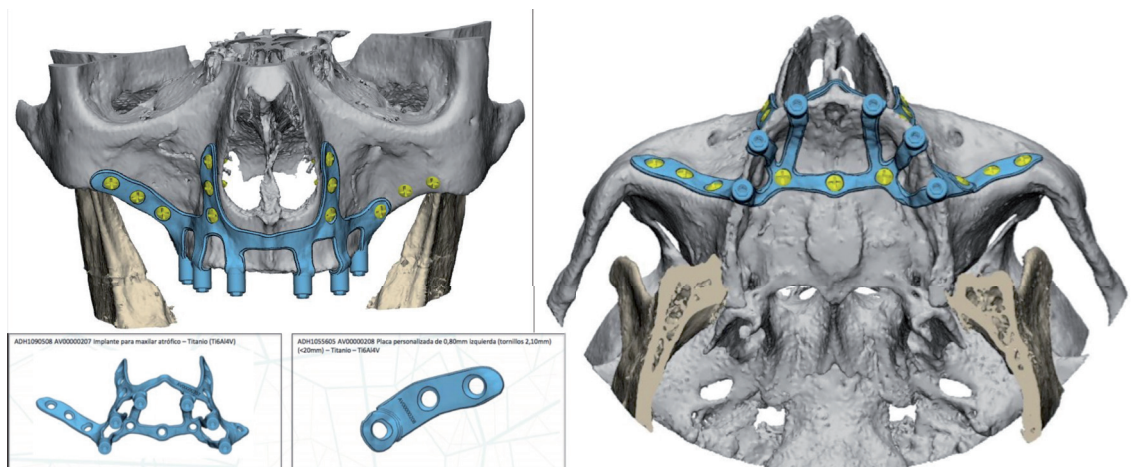 ADH1090508 AV00000207 Implante para maxilar atrófico – Titanio (Ti6Al4V)
ADH1055605 AV00000208 Placa personalizada de 0,80mm izquierda (tornillos 2,10mm)
(<20mm) – Titanio – Ti6Al4V